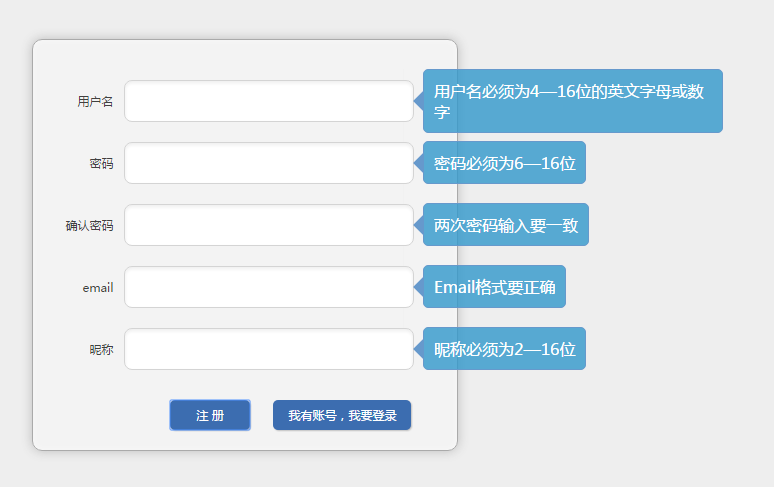 用户名
用户名必须为4—16位的英文字母或数
字
密码
密码必须为6—16位
确认密码
两次密码输入要一致
email
Email格式要正确
昵称
昵称必须为2—16位
注 册
我有账号，我要登录